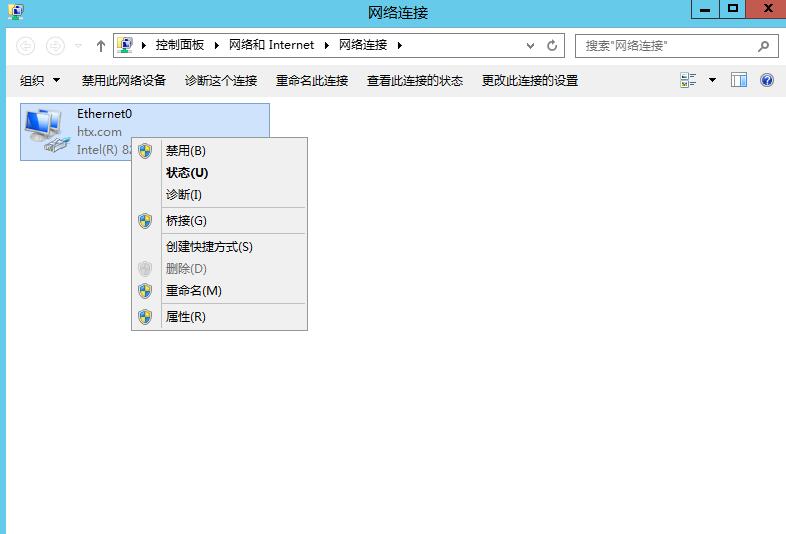 网络连接
控制面板 网络和 Internet 网络连接
搜索"网络连接"
组织 禁用此网络设备 诊断这个连接 重命名此连接 查看此连接的状态 更改此连接的设置
Ethernet0
htx.com
Intel(R) 82
禁用(B)
状态(U)
诊断(I)
桥接(G)
创建快捷方式(S)
删除(D)
重命名(M)
属性(R)